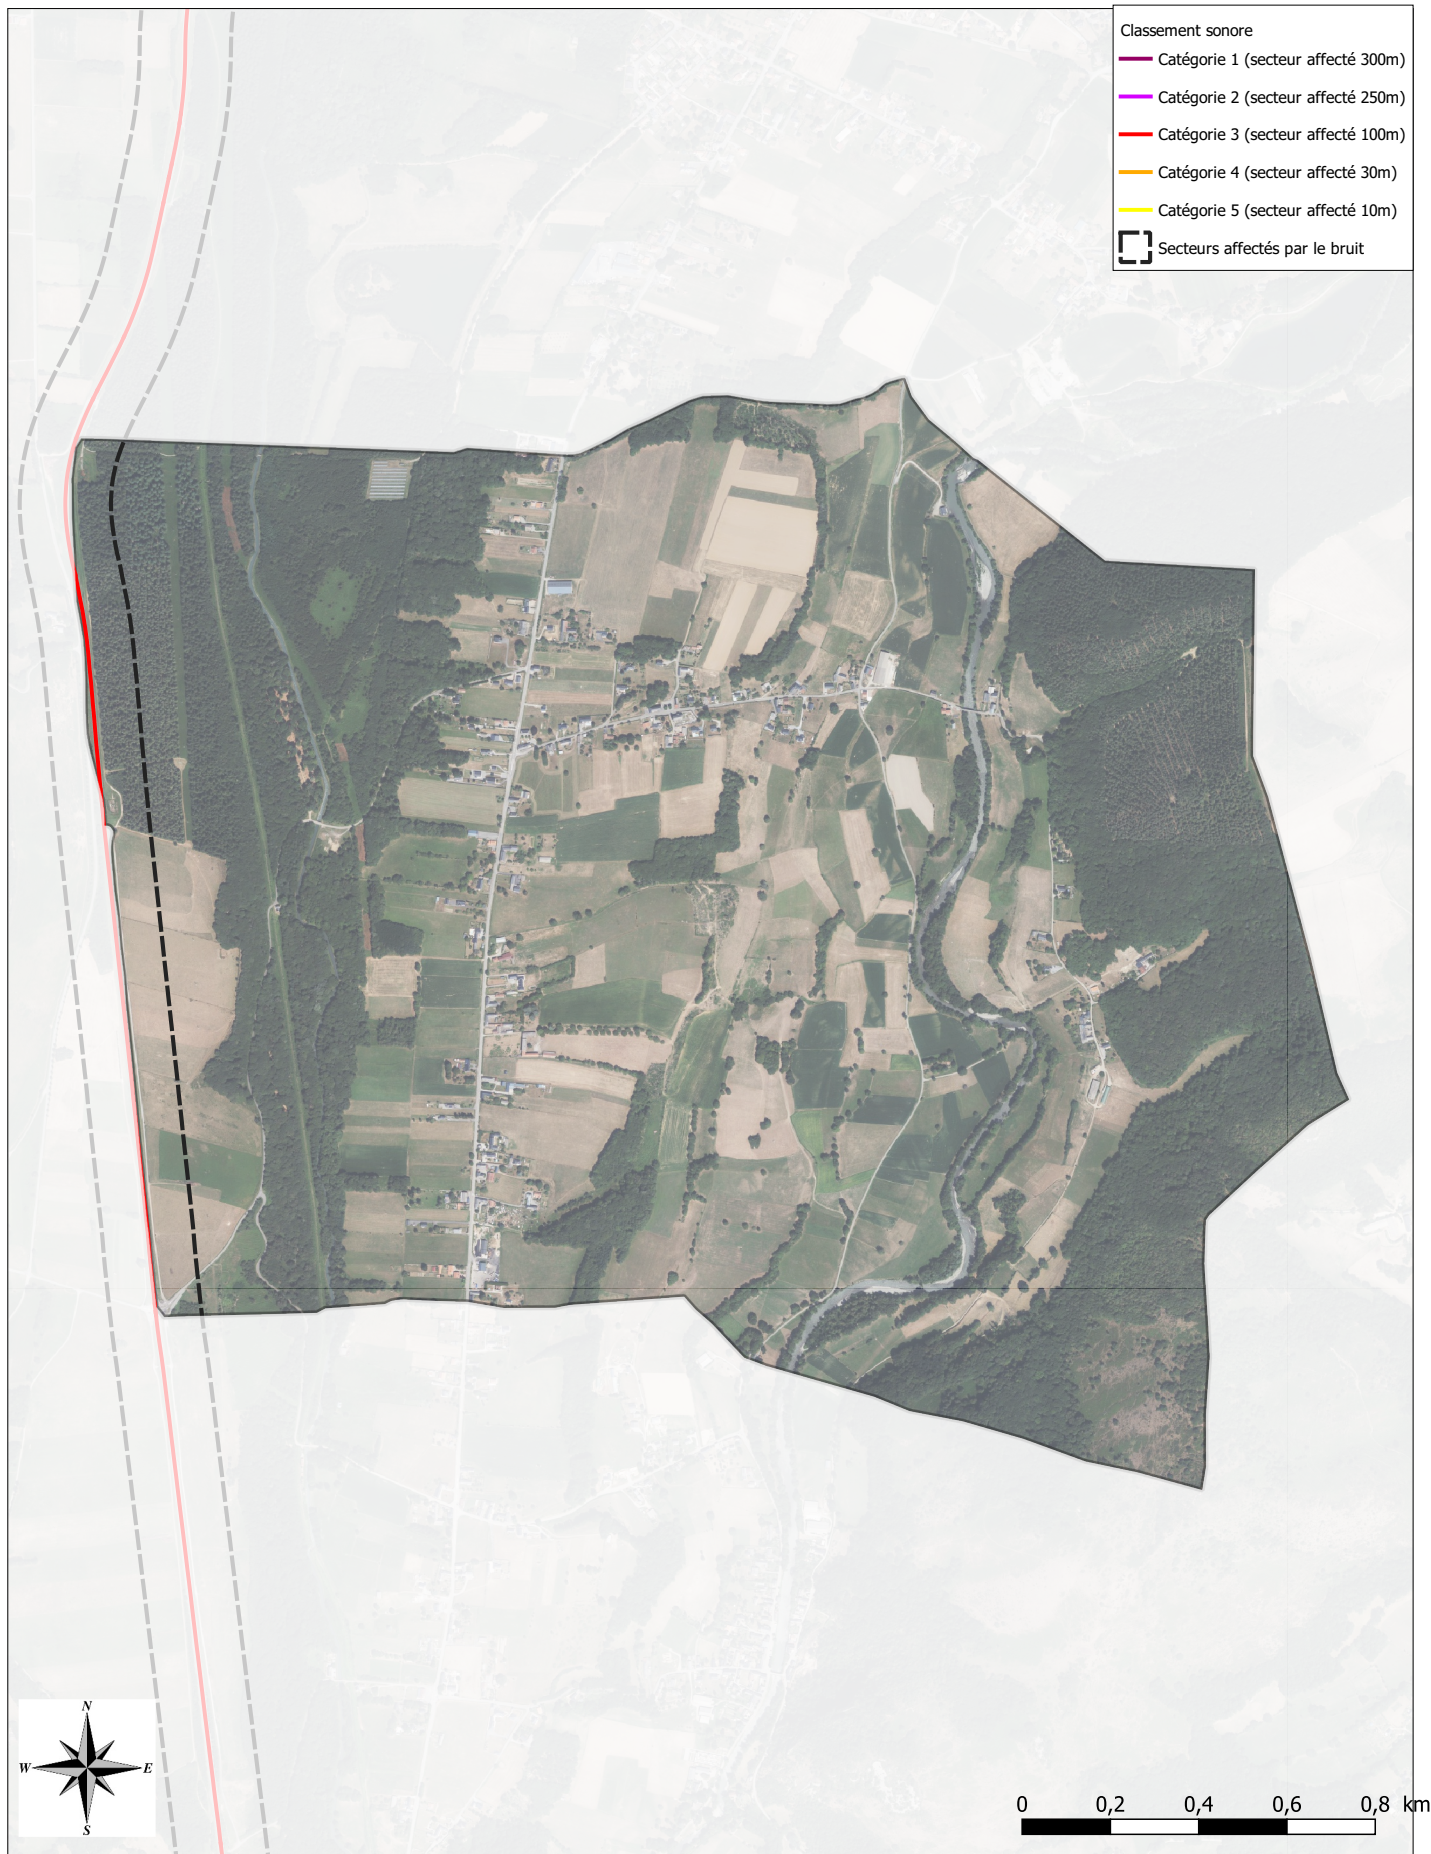 Classement sonore
Catégorie 1 (secteur affecté 300m)
Catégorie 2 (secteur affecté 250m)
Catégorie 3 (secteur affecté 100m)
Catégorie 4 (secteur affecté 30m)
Catégorie 5 (secteur affecté 10m)
Secteurs affectés par le bruit
N
W E
S
0 0,2 0,4 0,6 0,8 km